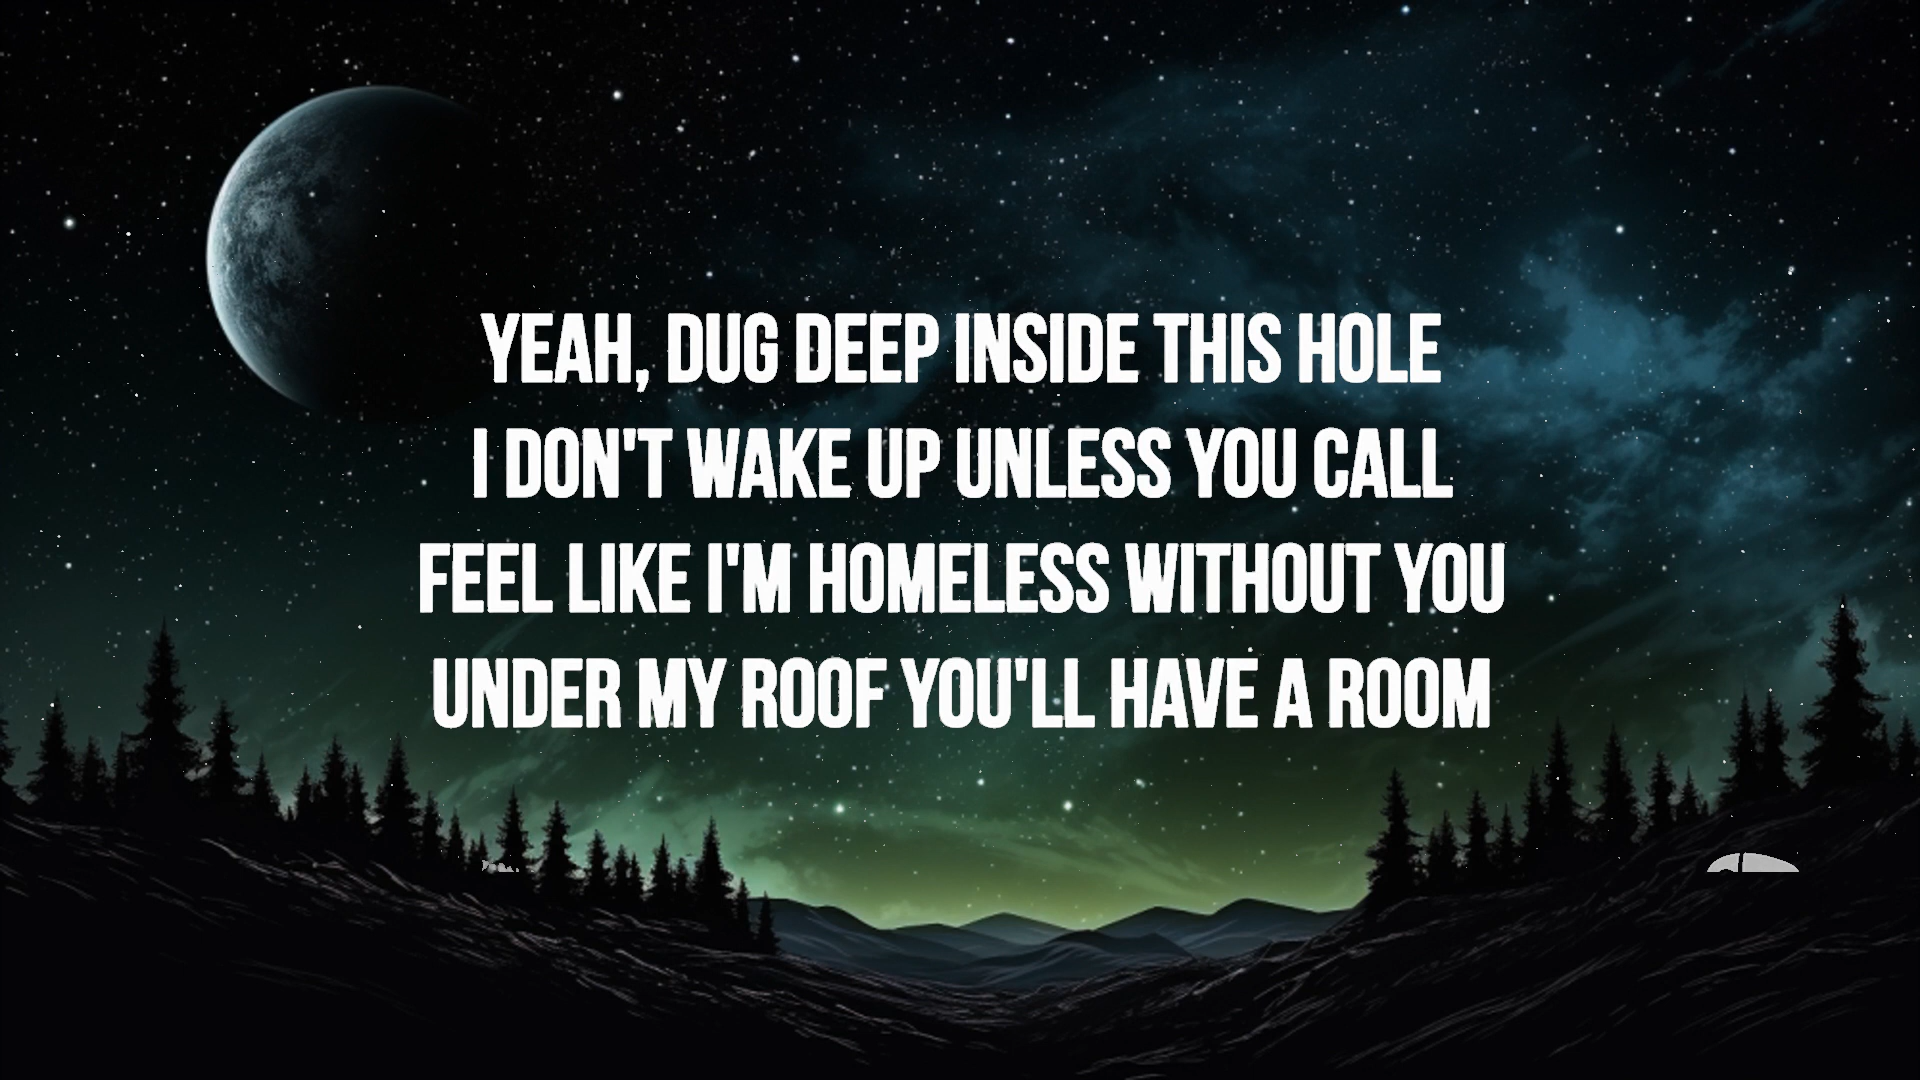 YEAH, DUG DEEP INSIDE THIS HOLE
I DON'T WAKE UP UNLESS YOU CALL
FEEL LIKE I'M HOMELESS WITHOUT YOU
UNDER MY ROOF YOU'LL HAVE A ROOM